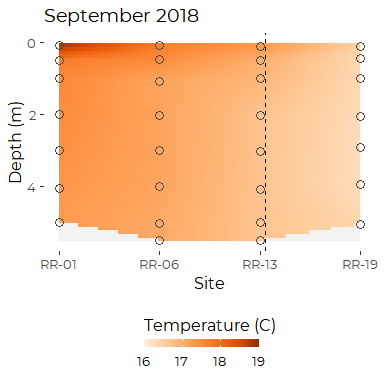 September 2018
Depth (m)
0
2
4
RR-01 RR-06 RR-13 RR-19
Site
Temperature (C)
16 17 18 19